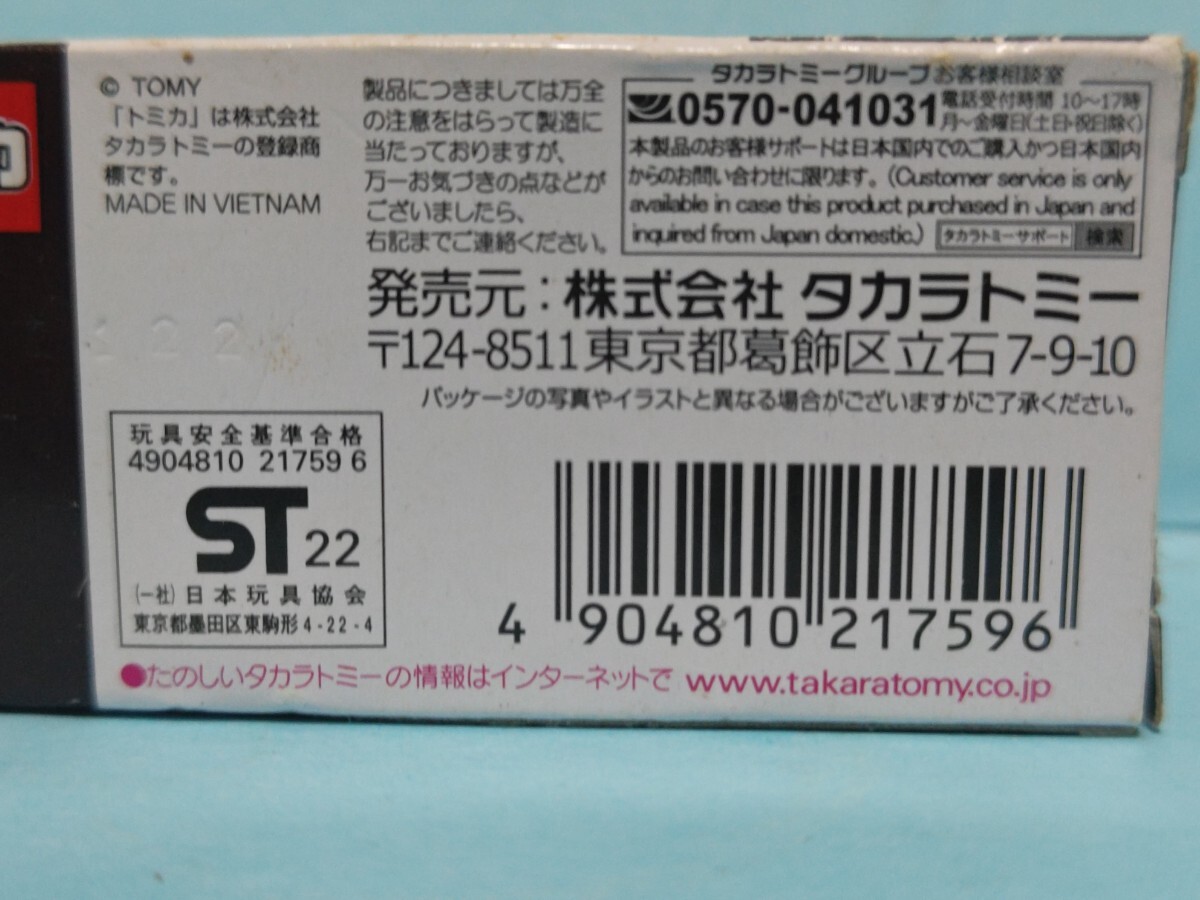 © TOMY
「トミカ」は株式会社
タカラトミーの登録商
標です。
MADE IN VIETNAM
製品につきましては万全
の注意をはらって製造に
当たっておりますが、
万一お気づきの点などが
ございましたら、
右記までご連絡ください。
タカラトミーグループお客様相談室
0570-041031
電話受付時間 10〜17時
月〜金曜日(土日・祝日除く)
本製品のお客様サポートは日本国内でのご購入かつ日本国内
からのお問い合わせに限ります。(Customer service is only
available in case this product purchased in Japan and
inquired from Japan domestic.) タカラトミーサポート 検索
発売元:株式会社 タカラトミー
〒124-8511東京都葛飾区立石7-9-10
パッケージの写真やイラストと異なる場合がございますがご了承ください。
玩具安全基準合格
4904810 21759 6
ST 22
(一社)日本玩具協会
東京都墨田区東駒形4-22-4
4 904810 217596
●たのしいタカラトミーの情報はインターネットで www.takaratomy.co.jp